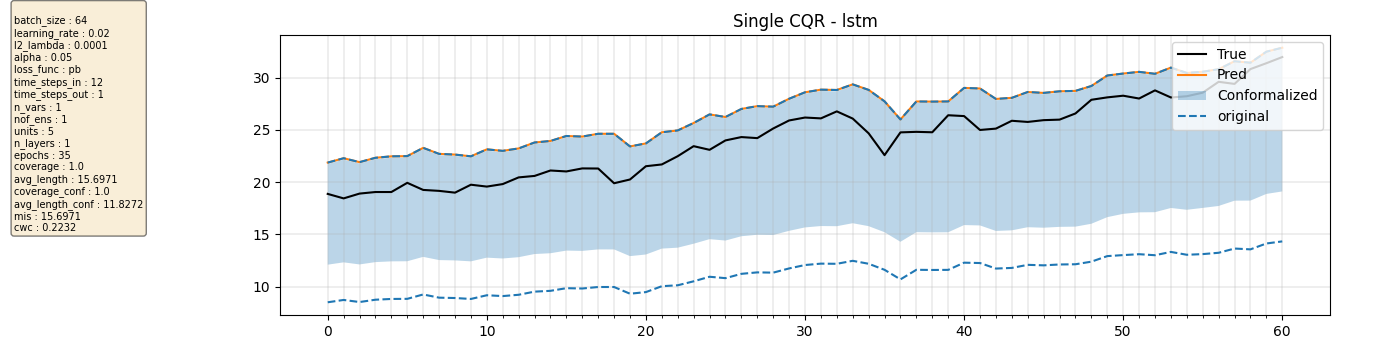 batch_size : 64
learning_rate : 0.02
l2_lambda : 0.0001
alpha : 0.05
loss_func : pb
time_steps_in : 12
time_steps_out : 1
n_vars : 1
nof_ens : 1
units : 5
n_layers : 1
epochs : 35
coverage : 1.0
avg_length : 15.6971
coverage_conf : 1.0
avg_length_conf : 11.8272
mis : 15.6971
cwc : 0.2232
Single CQR - lstm
30
25
20
15
10
True
Pred
Conformalized
original
0 10 20 30 40 50 60